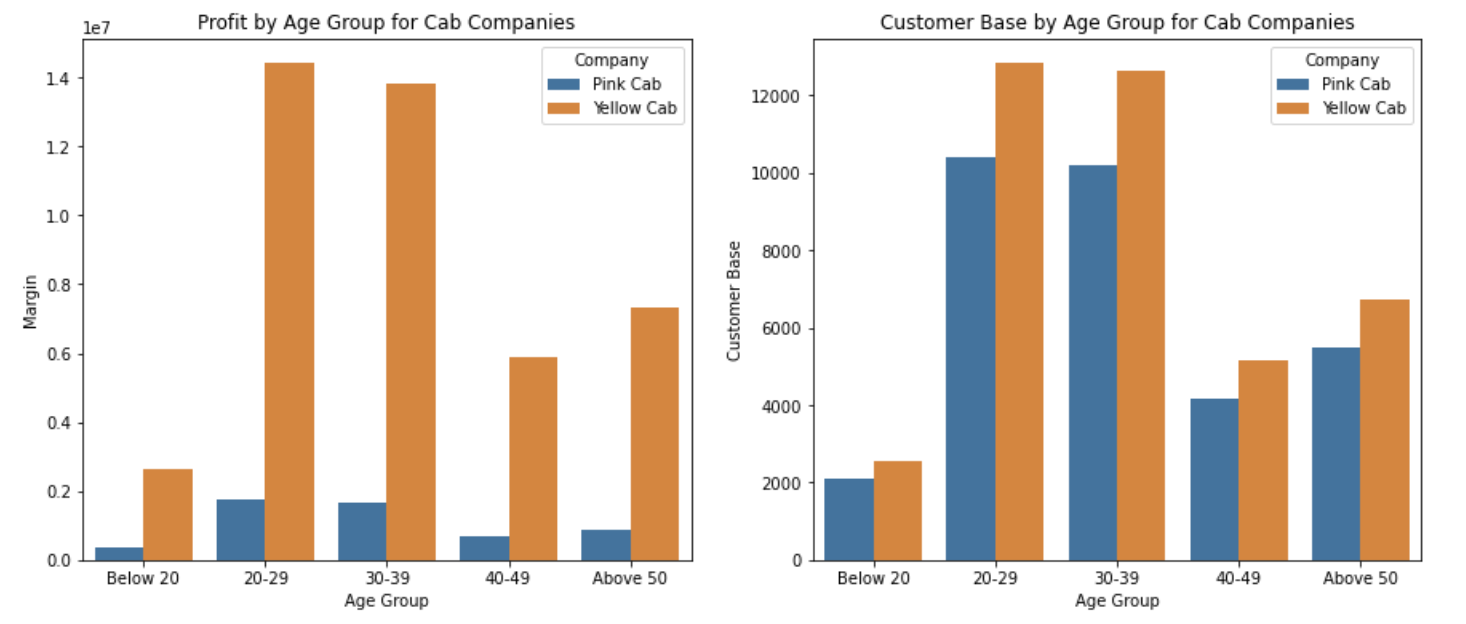 Profit by Age Group for Cab Companies
1e7
1.4
1.2
1.0
0.8
0.6
0.4
0.2
0.0
Margin
Company
Pink Cab
Yellow Cab
Below 20
20-29
30-39
40-49
Above 50
Age Group
Customer Base by Age Group for Cab Companies
12000
10000
8000
6000
4000
2000
0
Customer Base
Company
Pink Cab
Yellow Cab
Below 20
20-29
30-39
40-49
Above 50
Age Group